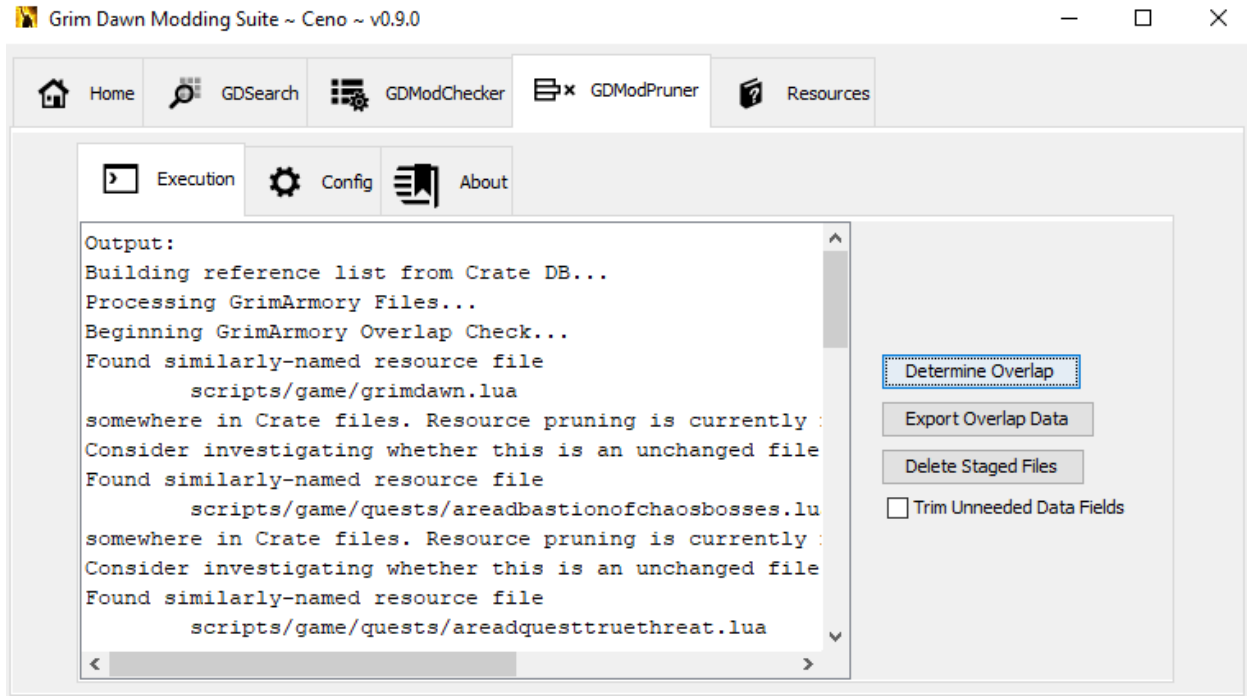 Grim Dawn Modding Suite ~ Ceno ~ v0.9.0
Home
GDSearch
GDModChecker
GDModPruner
Resources
Execution
Config
About
Output:
Building reference list from Crate DB...
Processing GrimArmory Files...
Beginning GrimArmory Overlap Check...
Found similarly-named resource file
scripts/game/grimdawn.lua
somewhere in Crate files. Resource pruning is currently
Consider investigating whether this is an unchanged file
Found similarly-named resource file
scripts/game/quests/areadbastionofchaosbosses.lu
somewhere in Crate files. Resource pruning is currently
Consider investigating whether this is an unchanged file
Found similarly-named resource file
scripts/game/quests/areadquesttruethreat.lua
Determine Overlap
Export Overlap Data
Delete Staged Files
Trim Unneeded Data Fields